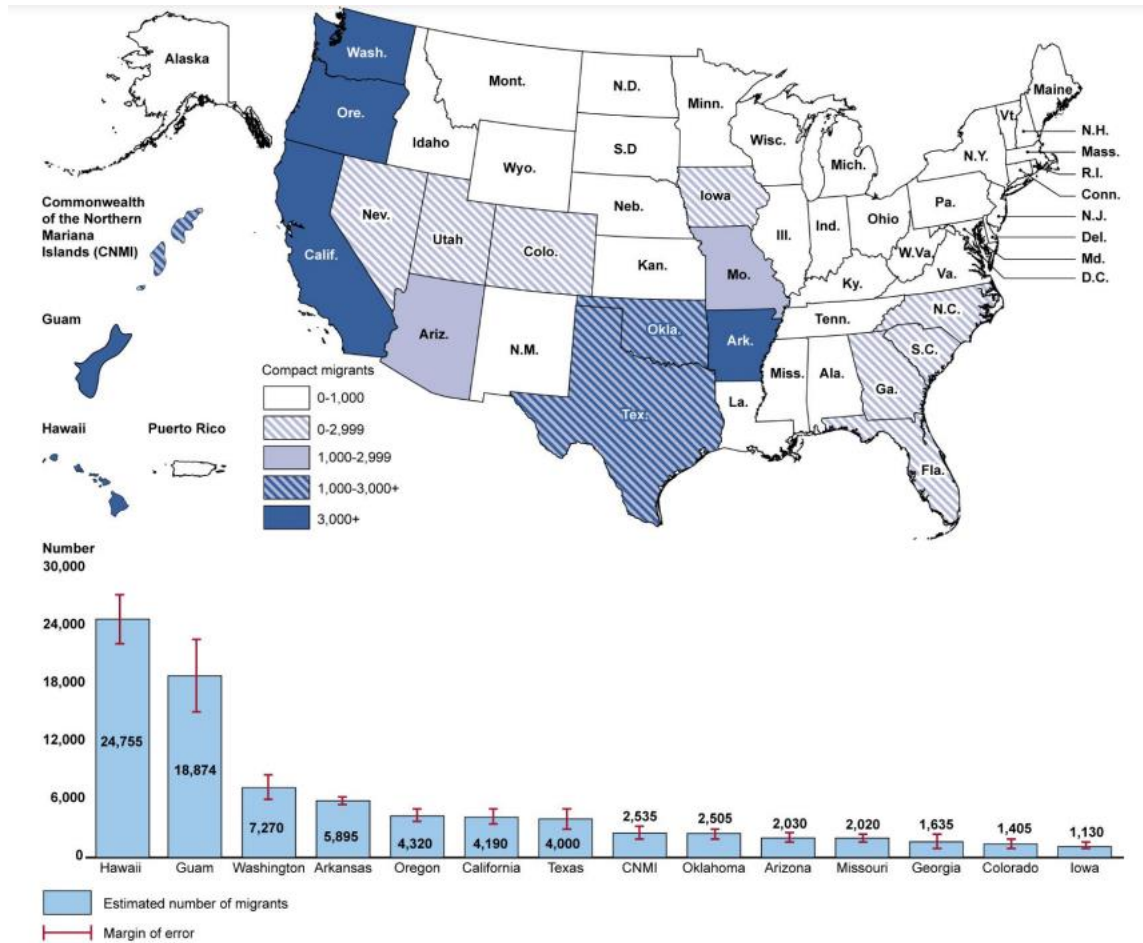 Alaska
Wash.
Ore.
Calif.
Idaho
Nev.
Mont.
Wyo.
Utah
Ariz.
Colo.
N.M.
N.D.
S.D
Neb.
Kan.
Okla.
Tex.
Minn.
Iowa
Mo.
Ark.
La.
Wisc.
Ill.
Mich.
Ind.
Ohio
Ky.
Tenn.
Miss.
Ala.
Ga.
Fla.
S.C.
N.C.
Va.
W.Va.
Pa.
N.Y.
Vt.
Maine
N.H.
Mass.
R.I.
Conn.
N.J.
Del.
Md.
D.C.
Commonwealth
of the Northern
Mariana
Islands (CNMI)
Guam
Hawaii
Puerto Rico
Compact migrants
0-1,000
0-2,999
1,000-2,999
1,000-3,000+
3,000+
Number
30,000
24,000
18,000
12,000
6,000
0
24,755
18,874
7,270
5,895
4,320
4,190
4,000
2,535
2,505
2,030
2,020
1,635
1,405
1,130
Hawaii
Guam
Washington
Arkansas
Oregon
California
Texas
CNMI
Oklahoma
Arizona
Missouri
Georgia
Colorado
Iowa
Estimated number of migrants
Margin of error